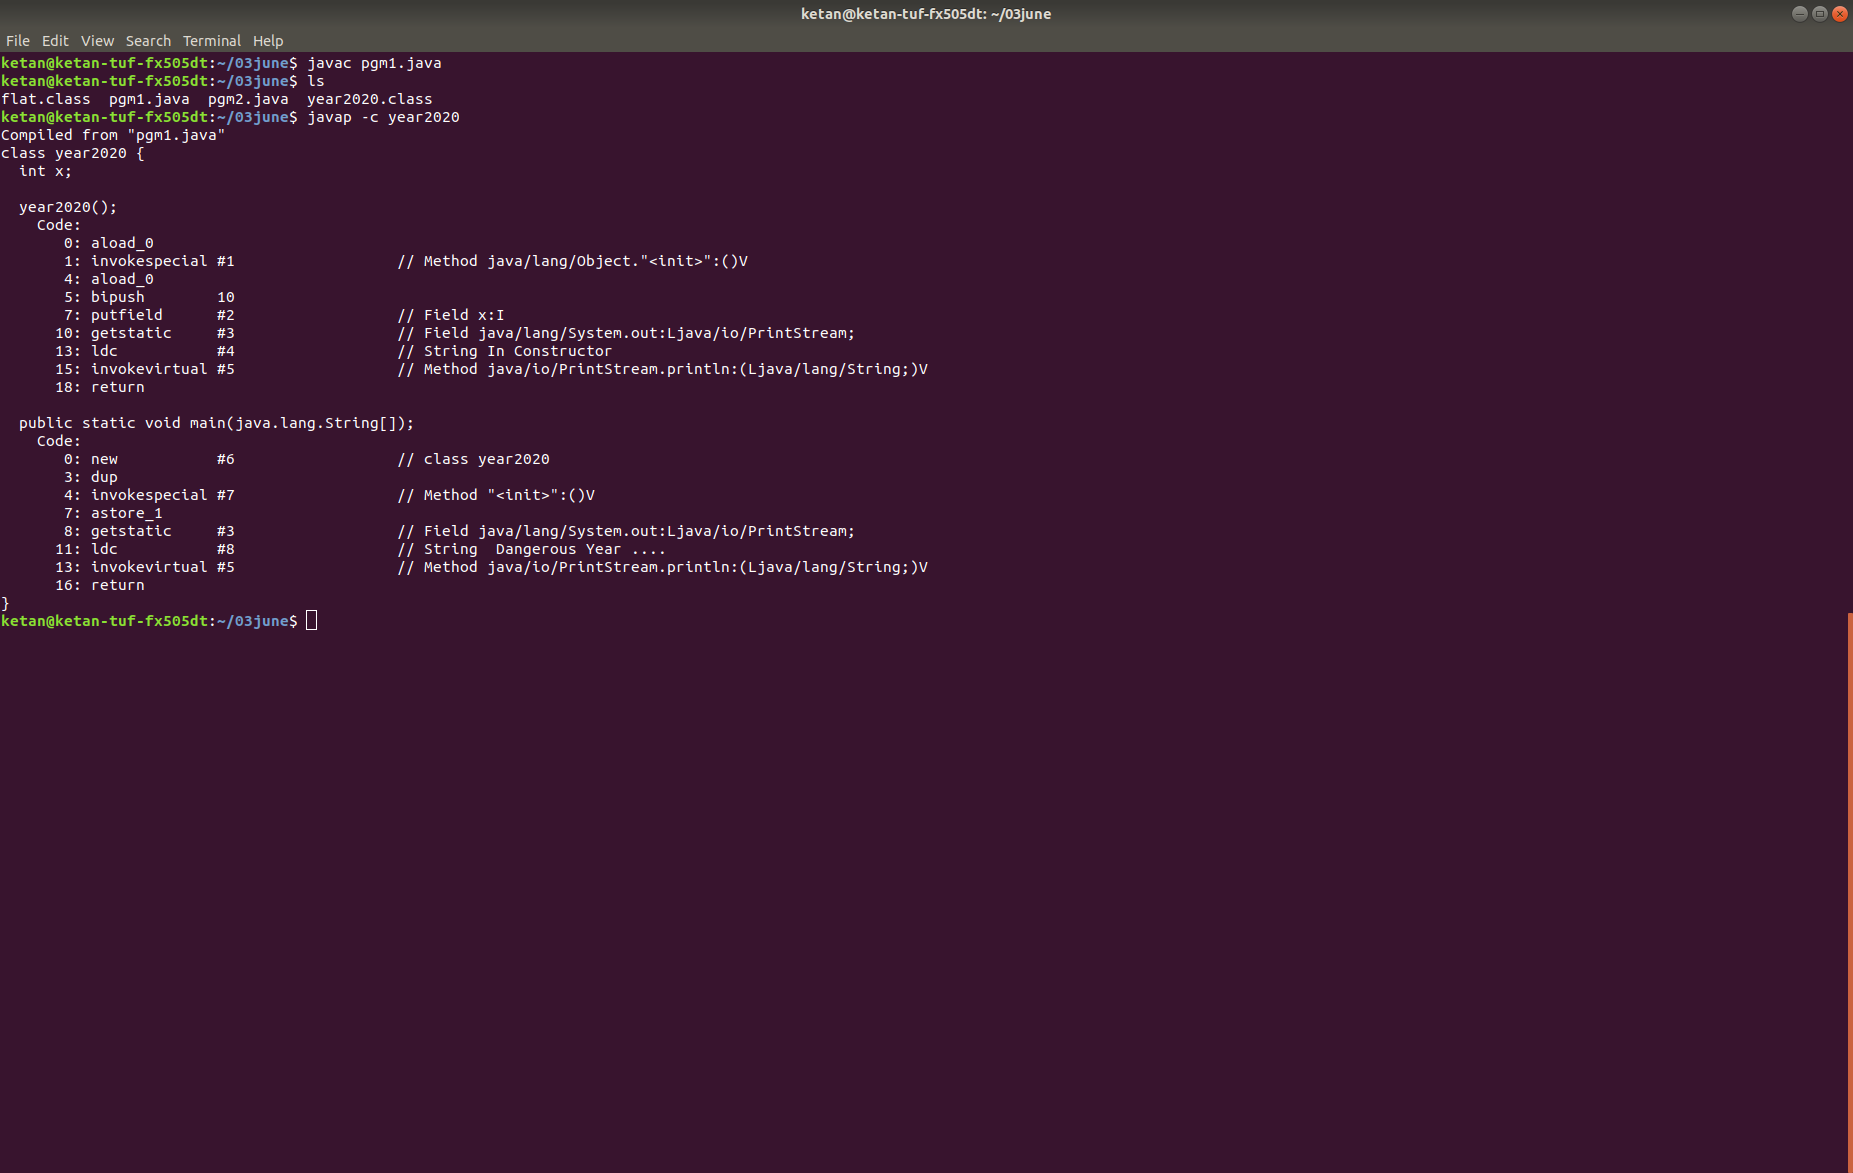 ketan@ketan-tuf-fx505dt: ~/03june
File Edit View Search Terminal Help
ketan@ketan-tuf-fx505dt:~/03june$ javac pgm1.java
ketan@ketan-tuf-fx505dt:~/03june$ ls
flat.class  pgm1.java  pgm2.java  year2020.class
ketan@ketan-tuf-fx505dt:~/03june$ javap -c year2020
Compiled from "pgm1.java"
class year2020 {
  int x;

  year2020();
    Code:
       0: aload_0
       1: invokespecial #1                  // Method java/lang/Object."<init>":()V
       4: aload_0
       5: bipush        10
       7: putfield      #2                  // Field x:I
      10: getstatic     #3                  // Field java/lang/System.out:Ljava/io/PrintStream;
      13: ldc           #4                  // String In Constructor
      15: invokevirtual #5                  // Method java/io/PrintStream.println:(Ljava/lang/String;)V
      18: return

  public static void main(java.lang.String[]);
    Code:
       0: new           #6                  // class year2020
       3: dup
       4: invokespecial #7                  // Method "<init>":()V
       7: astore_1
       8: getstatic     #3                  // Field java/lang/System.out:Ljava/io/PrintStream;
      11: ldc           #8                  // String  Dangerous Year ....
      13: invokevirtual #5                  // Method java/io/PrintStream.println:(Ljava/lang/String;)V
      16: return
}
ketan@ketan-tuf-fx505dt:~/03june$